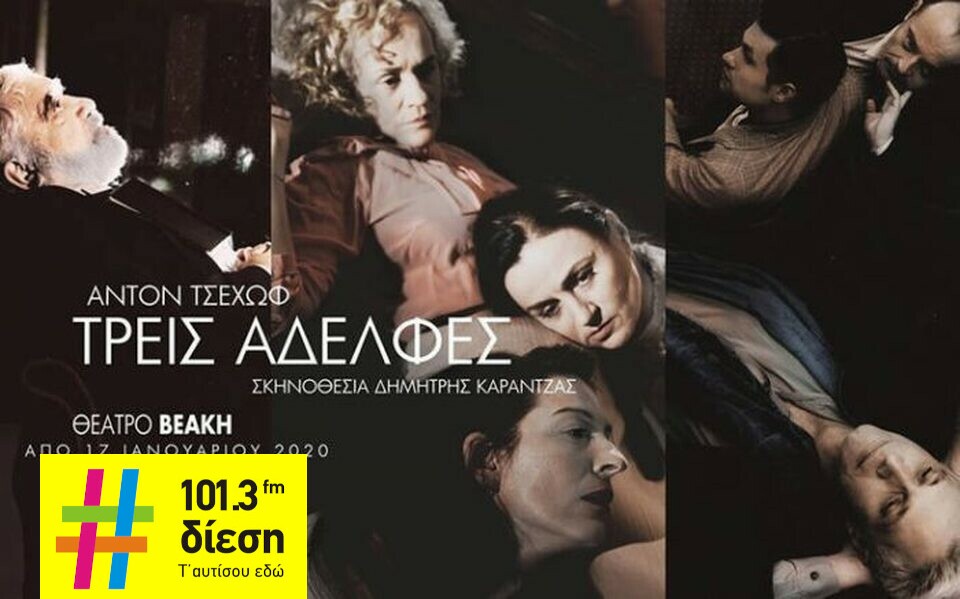 ΑΝΤΟΝ ΤΣΕΧΩΦ
ΤΡΕΙΣ ΑΔΕΛΦΕΣ
ΣΚΗΝΟΘΕΣΙΑ ΔΗΜΗΤΡΗΣ ΚΑΡΑΝΤΖΑΣ
ΘΕΑΤΡΟ ΒΕΑΚΗ
ΑΠΟ 17 ΙΑΝΟΥΑΡΙΟΥ 2020
101.3 fm
δίεση
Τ΄αυτίσου εδώ